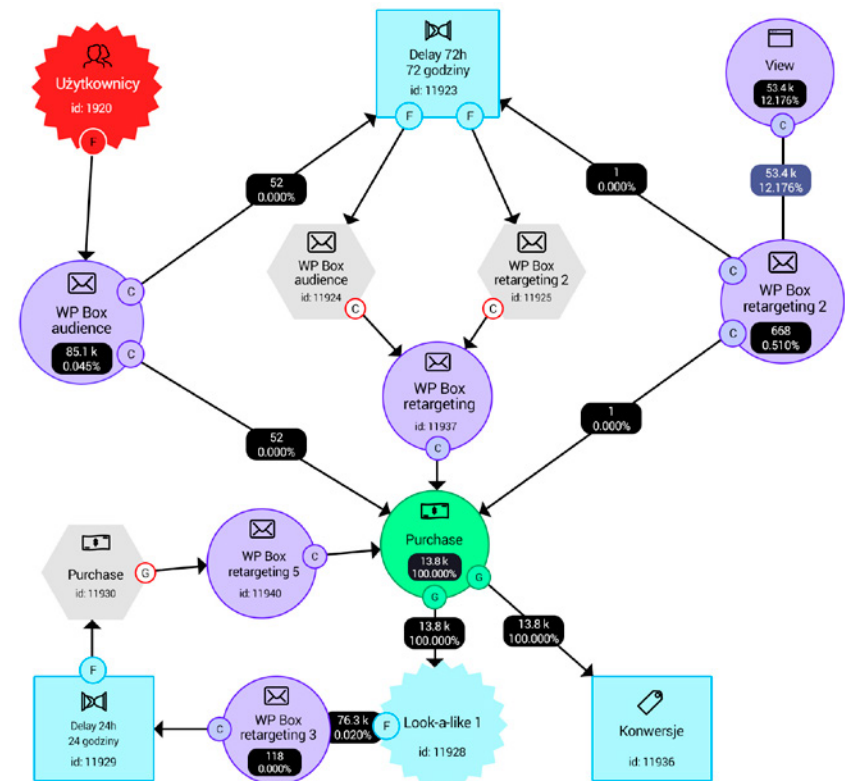 Użytkownicy
id: 1920
F
Delay 72h
72 godziny
id: 11923
F
F
View
53.4 k
12.176%
C
53.4 k
12.176%
52
0.000%
1
0.000%
WP Box
audience
85.1 k
0.045%
C
C
WP Box
audience
id: 11924
C
WP Box
retargeting 2
id: 11925
C
WP Box
retargeting 2
668
0.510%
C
C
WP Box
retargeting
id: 11937
C
52
0.000%
1
0.000%
Purchase
id: 11930
G
WP Box
retargeting 5
id: 11940
C
Purchase
13.8 k
100.000%
G
G
13.8 k
100.000%
13.8 k
100.000%
F
Delay 24h
24 godziny
id: 11929
C
WP Box
retargeting 3
118
0.000%
76.3 k
0.020%
F
Look-a-like 1
id: 11928
Konwersje
id: 11936